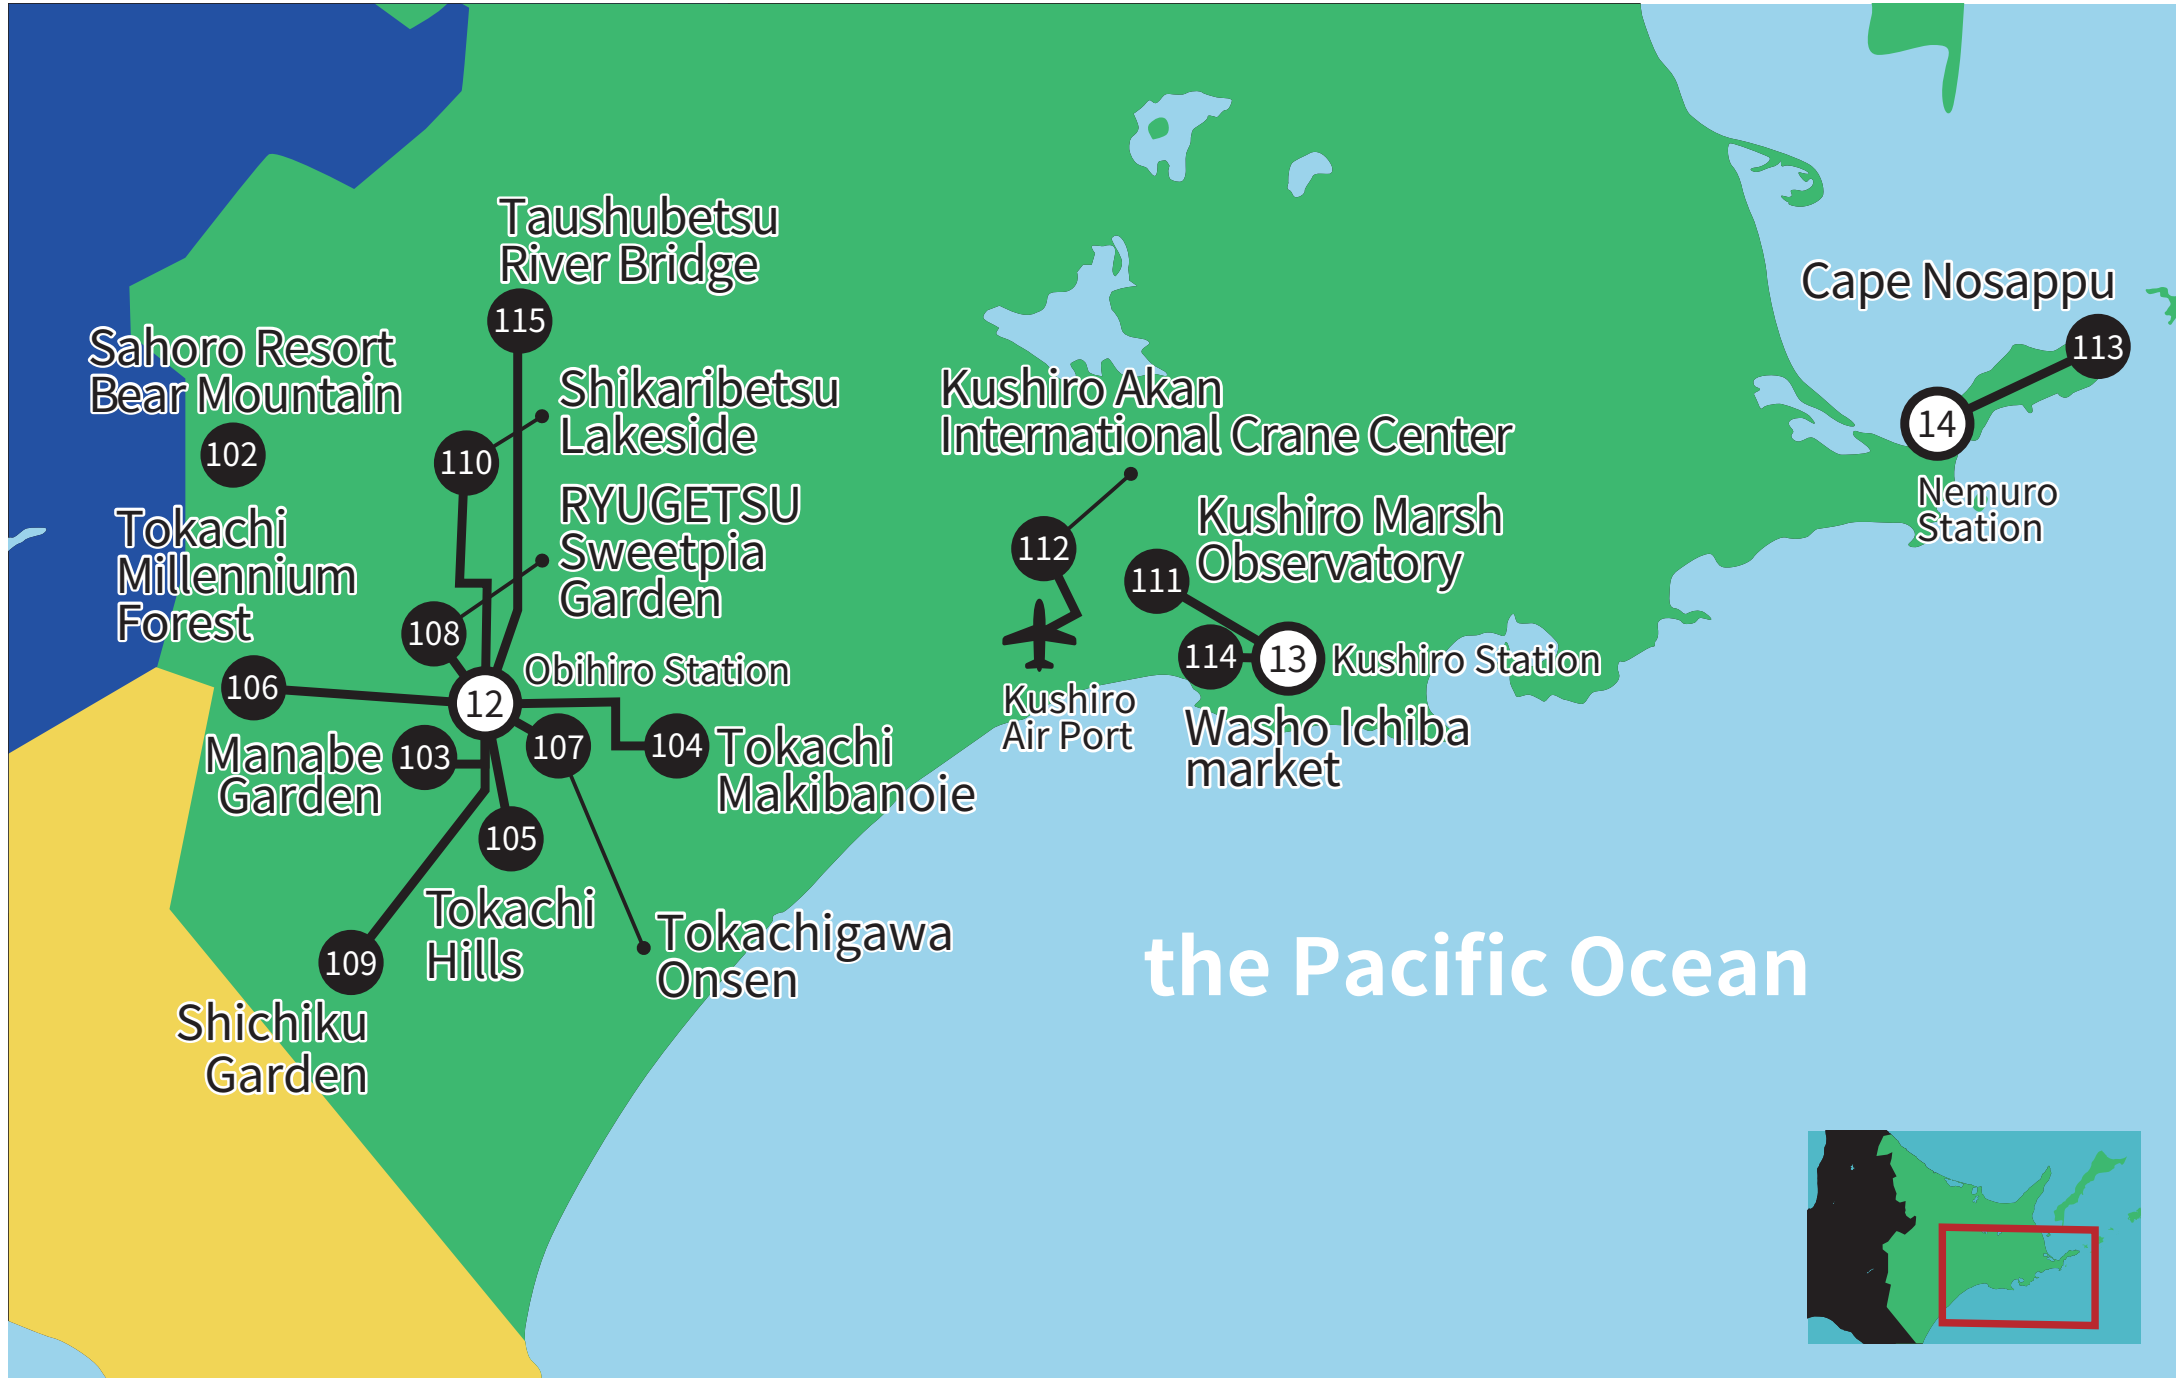 Taushubetsu
River Bridge
115
Cape Nosappu
113
14
Nemuro
Station
Sahoro Resort
Bear Mountain
102
Shikaribetsu
Lakeside
110
Kushiro Akan
International Crane Center
112
RYUGETSU
Sweetpia
Garden
108
Kushiro Marsh
Observatory
111
Tokachi
Millennium
Forest
106
Obihiro Station
12
114
13
Kushiro Station
Kushiro
Air Port
Washo Ichiba
market
Manabe
Garden
103
107
104
Tokachi
Makibanoie
105
Tokachi
Hills
Tokachigawa
Onsen
109
Shichiku
Garden
the Pacific Ocean